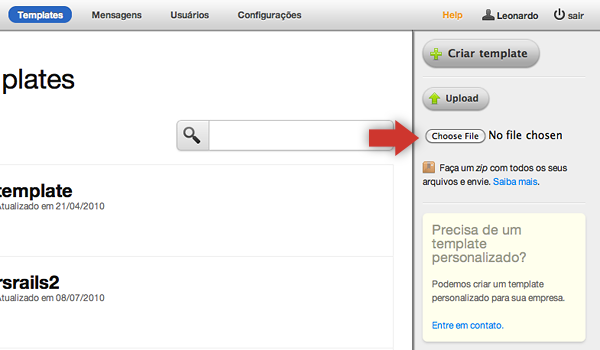 Templates Mensagens Usuários Configurações Help Leonardo sair
plates
Criar template
Upload
Choose File No file chosen
Faça um zip com todos os seus
arquivos e envie. Saiba mais.
template
Atualizado em 21/04/2010
rsrails2
Atualizado em 08/07/2010
Precisa de um
template
personalizado?
Podemos criar um template
personalizado para sua empresa.
Entre em contato.